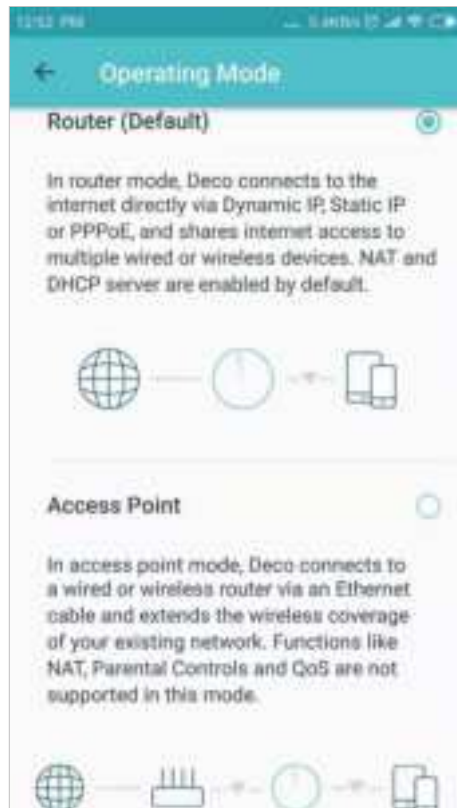 Operating Mode
Router (Default)
In router mode, Deco connects to the
internet directly via Dynamic IP, Static IP
or PPPoE, and shares internet access to
multiple wired or wireless devices. NAT and
DHCP server are enabled by default.
Access Point
In access point mode, Deco connects to
a wired or wireless router via an Ethernet
cable and extends the wireless coverage
of your existing network. Functions like
NAT, Parental Controls and QoS are not
supported in this mode.